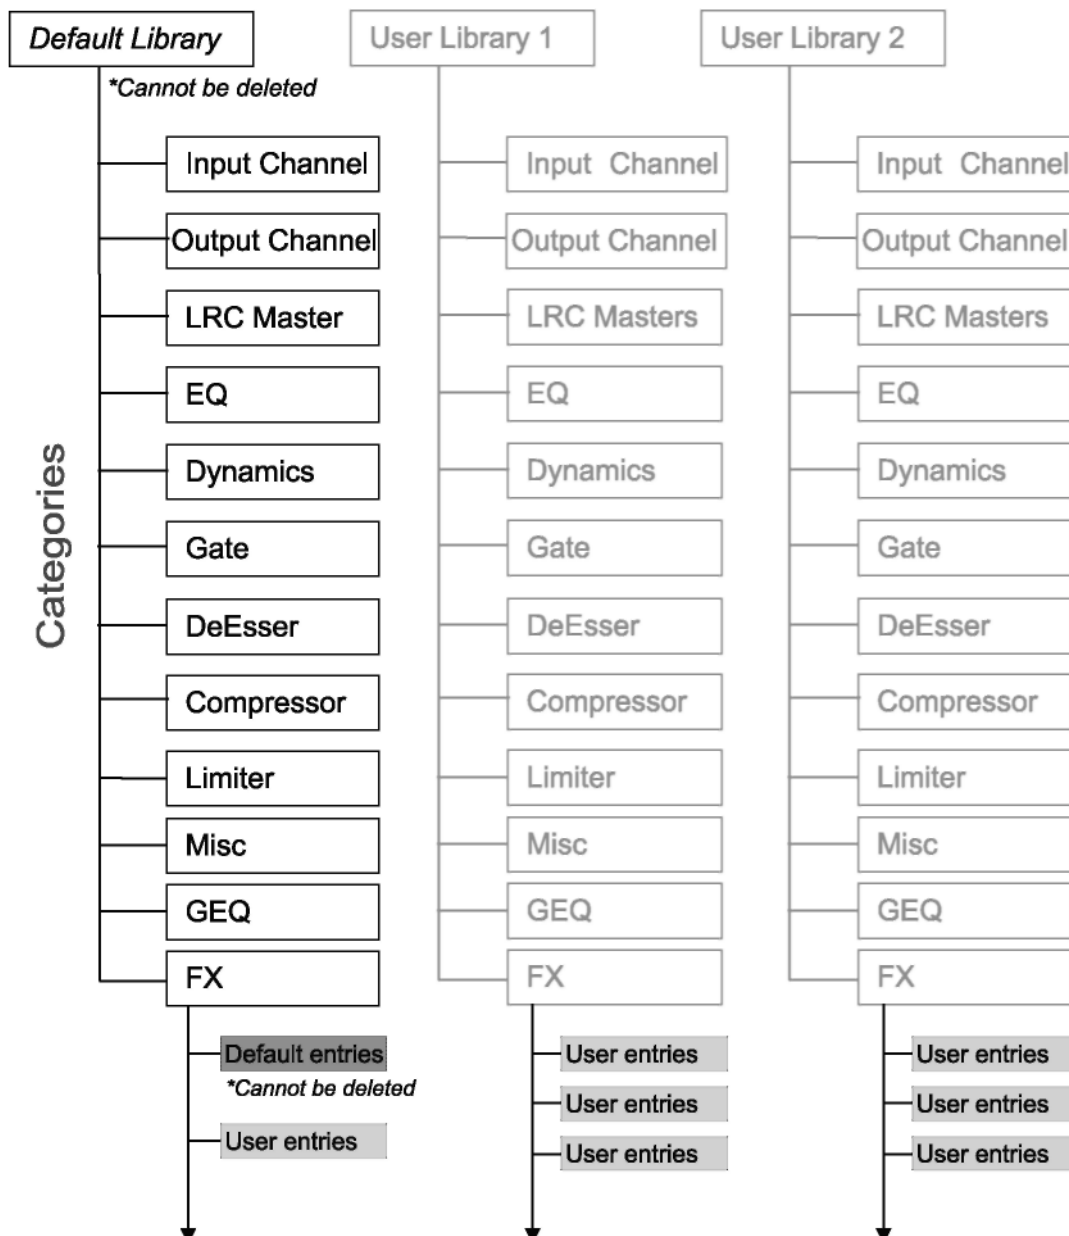 Default Library
*Cannot be deleted
Categories
Input Channel
Output Channel
LRC Master
EQ
Dynamics
Gate
DeEsser
Compressor
Limiter
Misc
GEQ
FX
Default entries
*Cannot be deleted
User entries
User Library 1
Input Channel
Output Channel
LRC Masters
EQ
Dynamics
Gate
DeEsser
Compressor
Limiter
Misc
GEQ
FX
User entries
User entries
User entries
User Library 2
Input Channel
Output Channel
LRC Masters
EQ
Dynamics
Gate
DeEsser
Compressor
Limiter
Misc
GEQ
FX
User entries
User entries
User entries